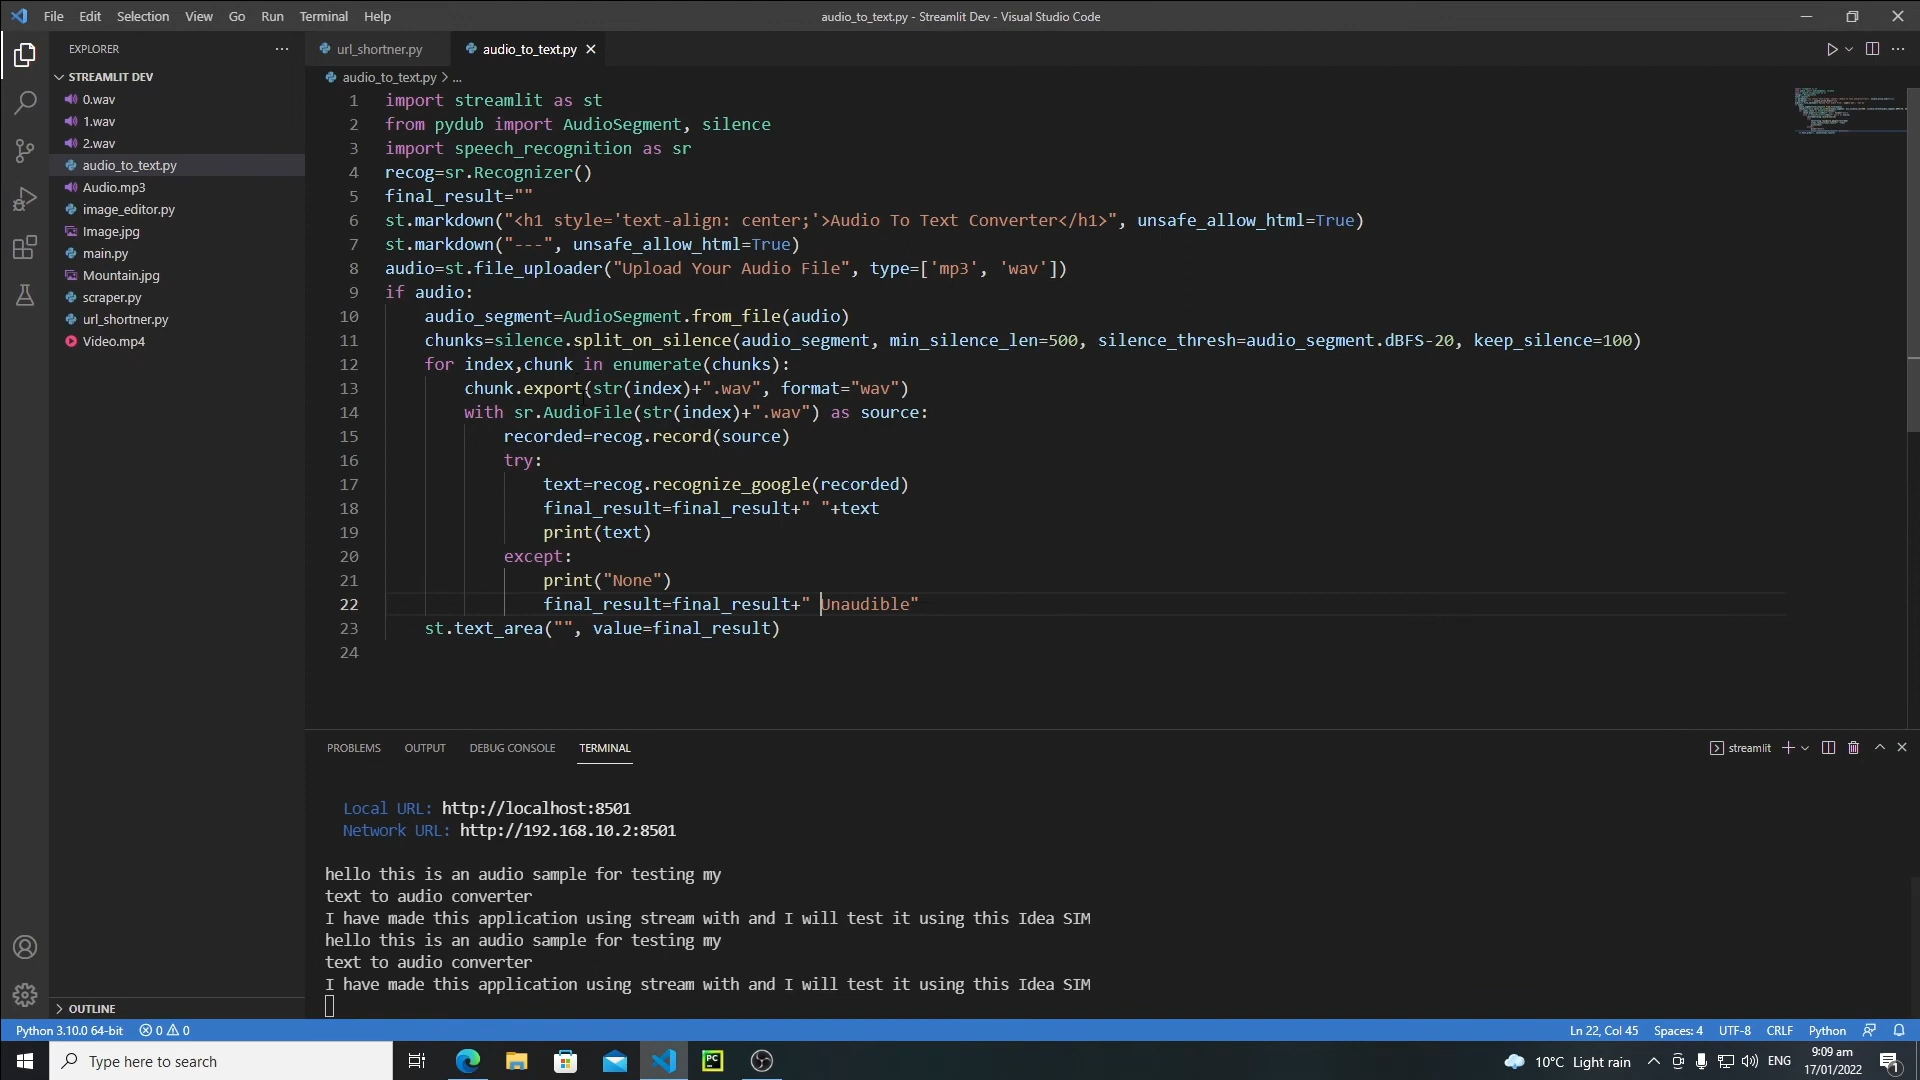 File Edit Selection View Go Run Terminal Help
audio_to_text.py - Streamlit Dev - Visual Studio Code
EXPLORER
STREAMLIT DEV
0.wav
1.wav
2.wav
audio_to_text.py
Audio.mp3
image_editor.py
Image.jpg
main.py
Mountain.jpg
scraper.py
url_shortner.py
Video.mp4
OUTLINE
url_shortner.py audio_to_text.py
audio_to_text.py > ...
1 import streamlit as st
2 from pydub import AudioSegment, silence
3 import speech_recognition as sr
4 recog=sr.Recognizer()
5 final_result=""
6 st.markdown("<h1 style='text-align: center;'>Audio To Text Converter</h1>", unsafe_allow_html=True)
7 st.markdown("---", unsafe_allow_html=True)
8 audio=st.file_uploader("Upload Your Audio File", type=['mp3', 'wav'])
9 if audio:
10     audio_segment=AudioSegment.from_file(audio)
11     chunks=silence.split_on_silence(audio_segment, min_silence_len=500, silence_thresh=audio_segment.dBFS-20, keep_silence=100)
12     for index,chunk in enumerate(chunks):
13         chunk.export(str(index)+".wav", format="wav")
14         with sr.AudioFile(str(index)+".wav") as source:
15             recorded=recog.record(source)
16             try:
17                 text=recog.recognize_google(recorded)
18                 final_result=final_result+" "+text
19                 print(text)
20             except:
21                 print("None")
22                 final_result=final_result+" Unaudible"
23     st.text_area("", value=final_result)
24
PROBLEMS OUTPUT DEBUG CONSOLE TERMINAL
streamlit
Local URL: http://localhost:8501
Network URL: http://192.168.10.2:8501
hello this is an audio sample for testing my
text to audio converter
I have made this application using stream with and I will test it using this Idea SIM
hello this is an audio sample for testing my
text to audio converter
I have made this application using stream with and I will test it using this Idea SIM
Python 3.10.0 64-bit 0 0
Ln 22, Col 45 Spaces: 4 UTF-8 CRLF Python
Type here to search
PC
10°C Light rain
ENG
9:09 am
17/01/2022
1